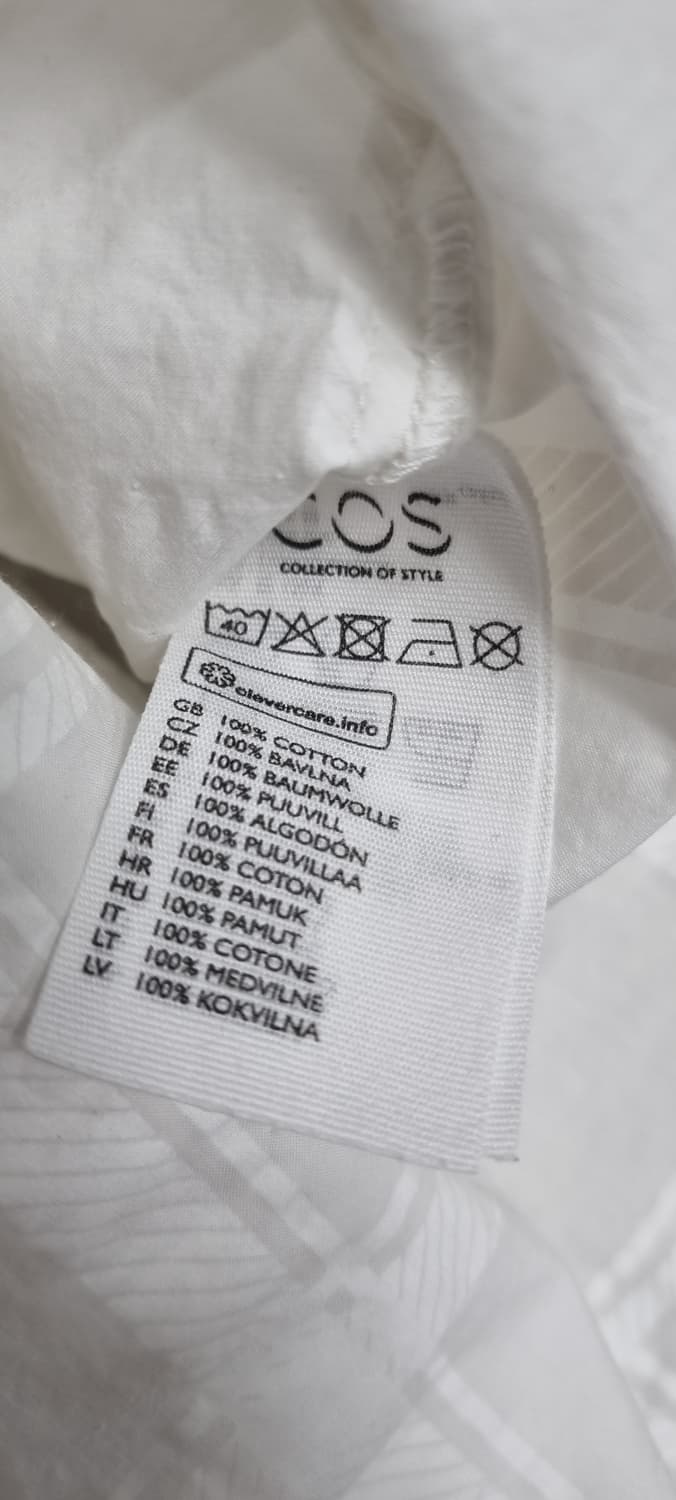 COS
COLLECTION OF STYLE
40
clevercare.info
GB 100% COTTON
CZ 100% BAVLNA
DE 100% BAUMWOLLE
EE 100% PUUVILL
ES 100% ALGODÓN
FI 100% PUUVILLAA
FR 100% COTON
HR 100% PAMUK
HU 100% PAMUT
IT 100% COTONE
LT 100% MEDVILNE
LV 100% KOKVILNA